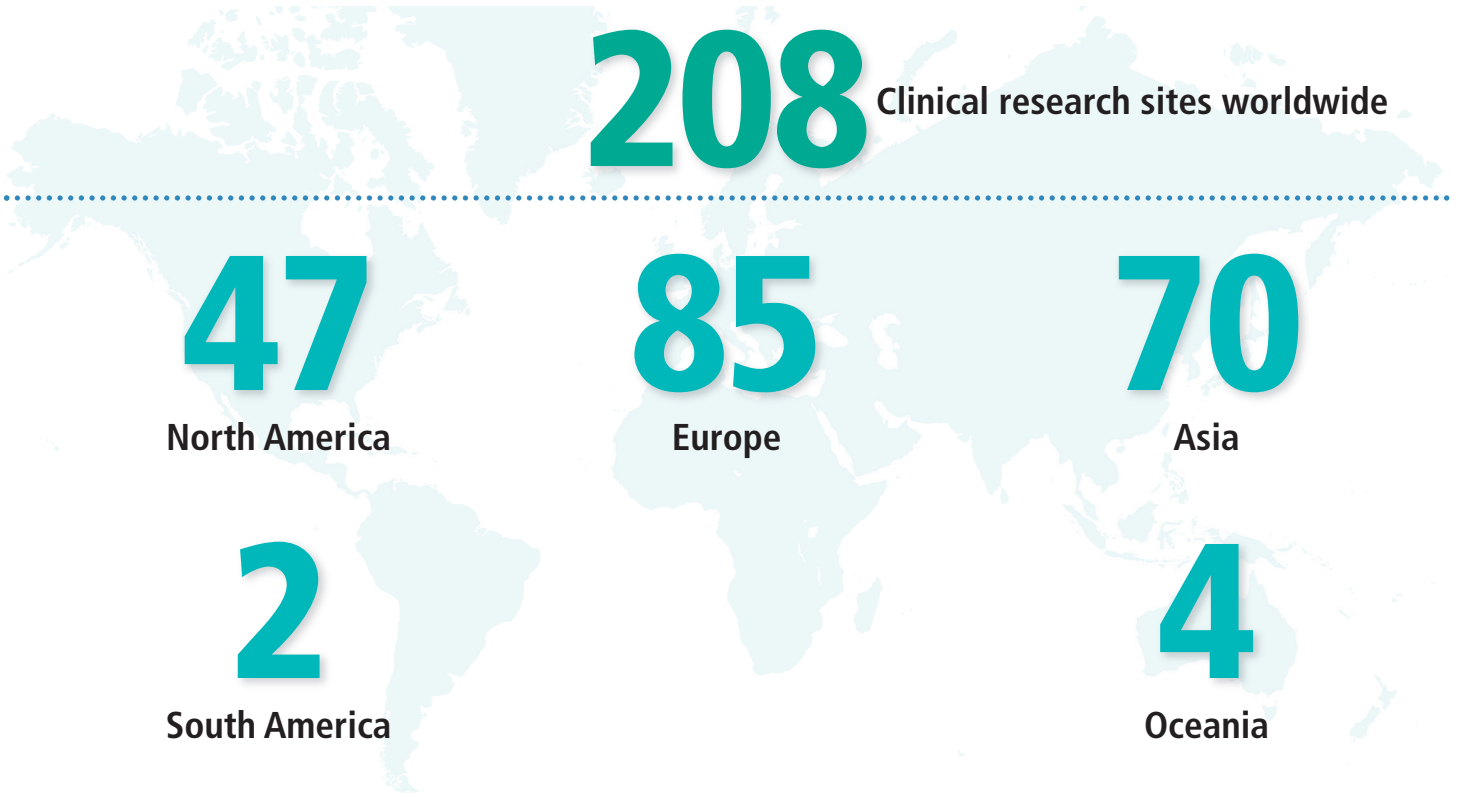 208 Clinical research sites worldwide
47
North America
85
Europe
70
Asia
2
South America
4
Oceania